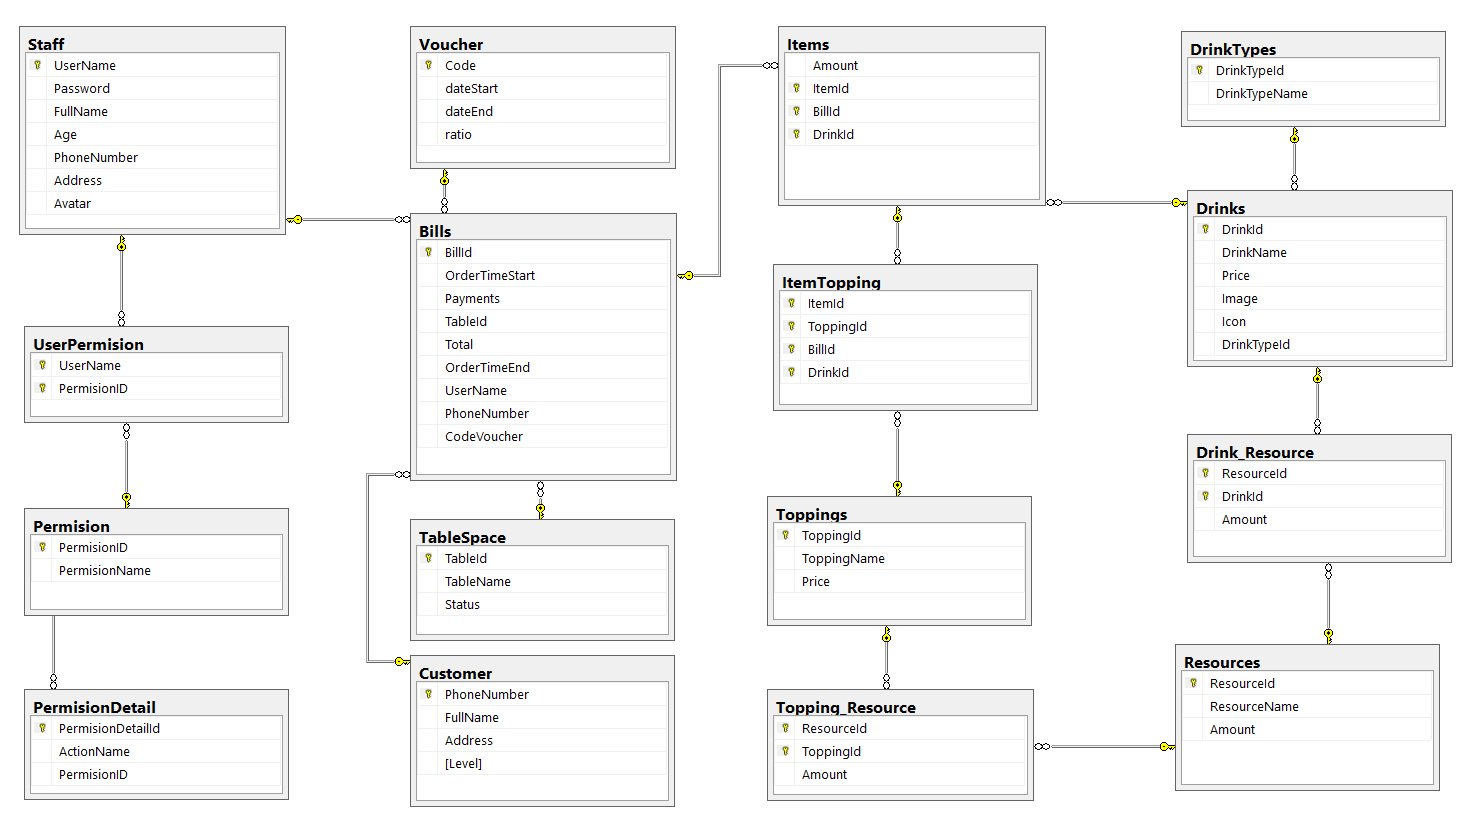 Staff
UserName
Password
FullName
Age
PhoneNumber
Address
Avatar
UserPermision
UserName
PermisionID
Permision
PermisionID
PermisionName
PermisionDetail
PermisionDetailId
ActionName
PermisionID
Voucher
Code
dateStart
dateEnd
ratio
Bills
BillId
OrderTimeStart
Payments
TableId
Total
OrderTimeEnd
UserName
PhoneNumber
CodeVoucher
TableSpace
TableId
TableName
Status
Customer
PhoneNumber
FullName
Address
[Level]
Items
Amount
ItemId
BillId
DrinkId
ItemTopping
ItemId
ToppingId
BillId
DrinkId
Toppings
ToppingId
ToppingName
Price
Topping_Resource
ResourceId
ToppingId
Amount
DrinkTypes
DrinkTypeId
DrinkTypeName
Drinks
DrinkId
DrinkName
Price
Image
Icon
DrinkTypeId
Drink_Resource
ResourceId
DrinkId
Amount
Resources
ResourceId
ResourceName
Amount